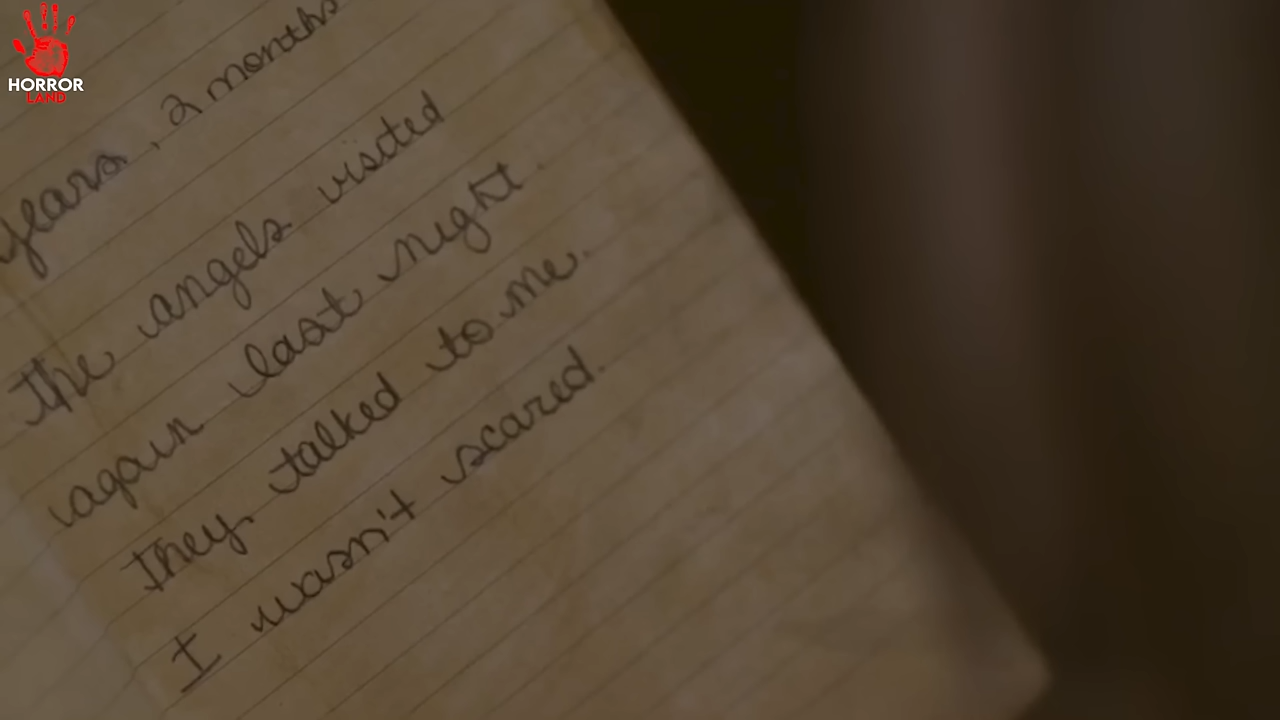 HORROR
LAND
years, 2 months
The angels visited
again last night.
They talked to me.
I wasn't scared.